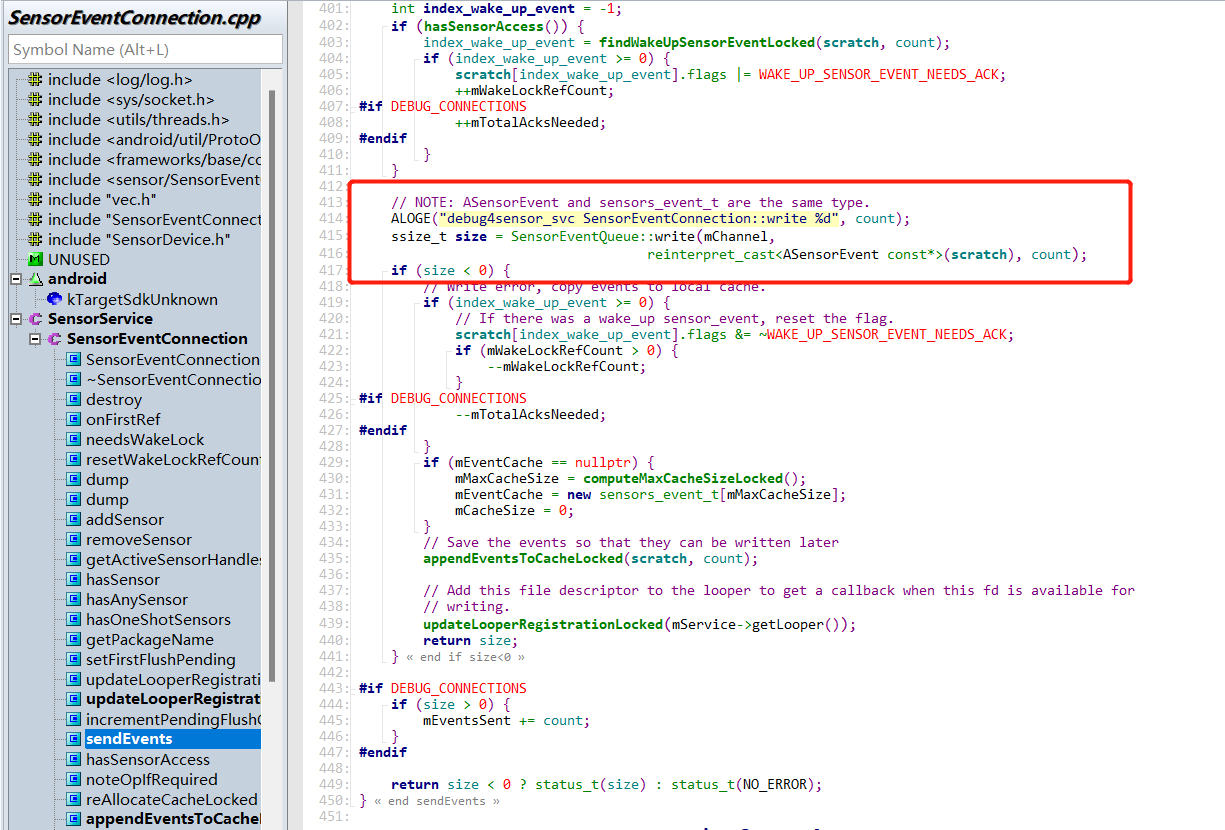 SensorEventConnection.cpp
Symbol Name (Alt+L)
include <log/log.h>
include <sys/socket.h>
include <utils/threads.h>
include <android/util/ProtoO
include <frameworks/base/co
include <sensor/SensorEvent
include "vec.h"
include "SensorEventConnect
include "SensorDevice.h"
UNUSED
android
kTargetSdkUnknown
SensorService
SensorEventConnection
SensorEventConnection
~SensorEventConnectio
destroy
onFirstRef
needsWakeLock
resetWakeLockRefCount
dump
dump
addSensor
removeSensor
getActiveSensorHandles
hasSensor
hasAnySensor
hasOneShotSensors
getPackageName
setFirstFlushPending
updateLooperRegistrati
updateLooperRegistrat
incrementPendingFlushC
sendEvents
hasSensorAccess
noteOpIfRequired
reAllocateCacheLocked
appendEventsToCacheL
401: int index_wake_up_event = -1;
402: if (hasSensorAccess()) {
403: index_wake_up_event = findWakeUpSensorEventLocked(scratch, count);
404: if (index_wake_up_event >= 0) {
405: scratch[index_wake_up_event].flags |= WAKE_UP_SENSOR_EVENT_NEEDS_ACK;
406: ++mWakeLockRefCount;
407: #if DEBUG_CONNECTIONS
408: ++mTotalAcksNeeded;
409: #endif
410: }
411: }
412:
413: // NOTE: ASensorEvent and sensors_event_t are the same type.
414: ALOGE("debug4sensor_svc SensorEventConnection::write %d", count);
415: ssize_t size = SensorEventQueue::write(mChannel,
416: reinterpret_cast<ASensorEvent const*>(scratch), count);
417: if (size < 0) {
418: // Write error, copy events to local cache.
419: if (index_wake_up_event >= 0) {
420: // If there was a wake_up sensor_event, reset the flag.
421: scratch[index_wake_up_event].flags &= ~WAKE_UP_SENSOR_EVENT_NEEDS_ACK;
422: if (mWakeLockRefCount > 0) {
423: --mWakeLockRefCount;
424: }
425: #if DEBUG_CONNECTIONS
426: --mTotalAcksNeeded;
427: #endif
428: }
429: if (mEventCache == nullptr) {
430: mMaxCacheSize = computeMaxCacheSizeLocked();
431: mEventCache = new sensors_event_t[mMaxCacheSize];
432: mCacheSize = 0;
433: }
434: // Save the events so that they can be written later
435: appendEventsToCacheLocked(scratch, count);
436:
437: // Add this file descriptor to the looper to get a callback when this fd is available for
438: // writing.
439: updateLooperRegistrationLocked(mService->getLooper());
440: return size;
441: } « end if size<0 »
442:
443: #if DEBUG_CONNECTIONS
444: if (size > 0) {
445: mEventsSent += count;
446: }
447: #endif
448:
449: return size < 0 ? status_t(size) : status_t(NO_ERROR);
450: } « end sendEvents »
451: